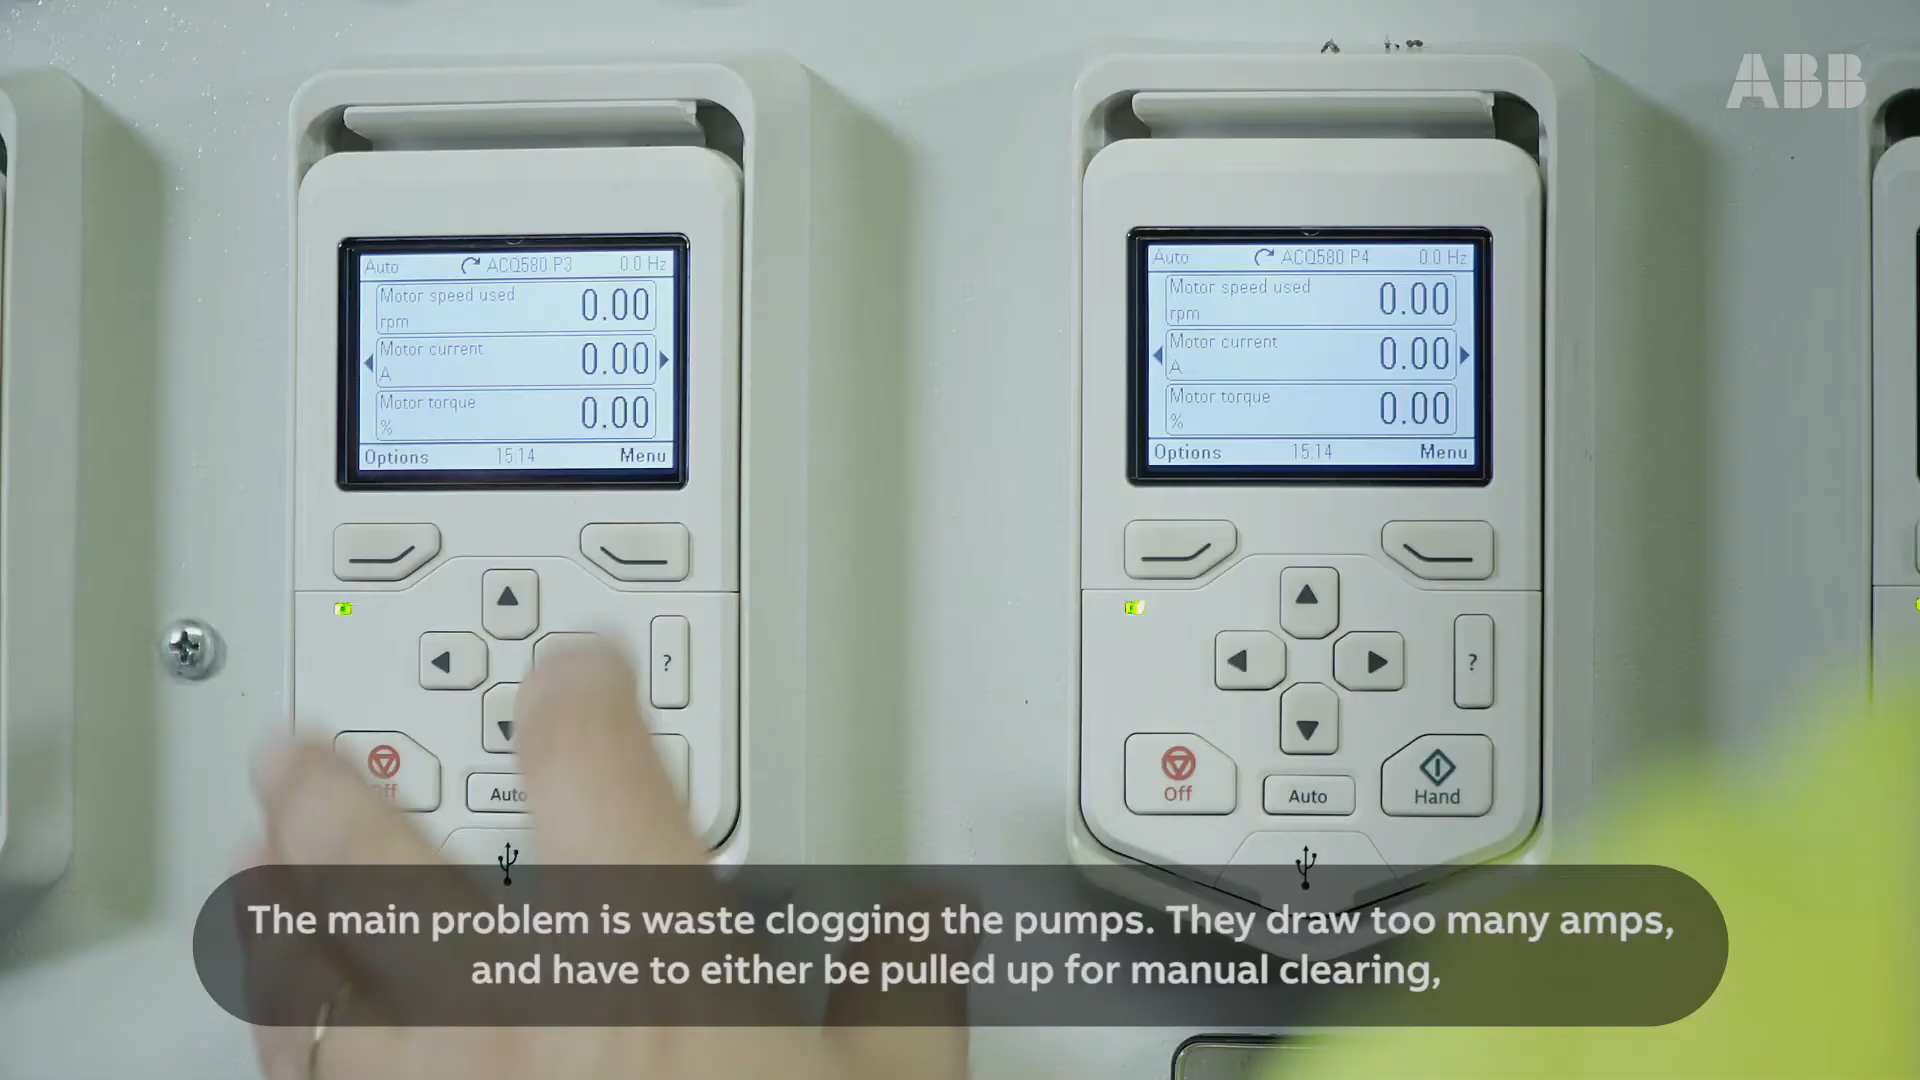 ABB
Auto ACQ580 P3 0.0 Hz
Motor speed used
rpm
0.00
Motor current
A
0.00
Motor torque
%
0.00
Options 15:14 Menu
?
Off
Auto
Auto ACQ580 P4 0.0 Hz
Motor speed used
rpm
0.00
Motor current
A
0.00
Motor torque
%
0.00
Options 15:14 Menu
?
Off
Auto
Hand
The main problem is waste clogging the pumps. They draw too many amps,
and have to either be pulled up for manual clearing,